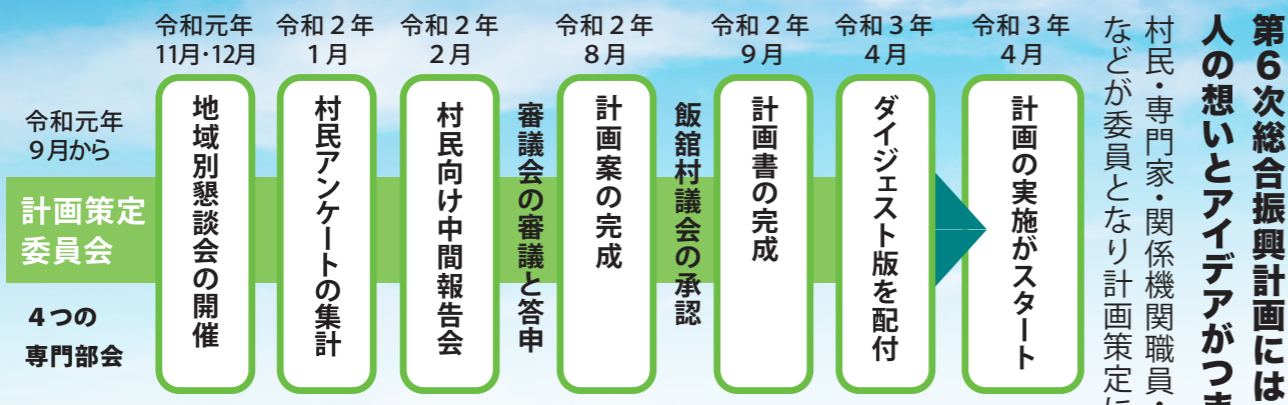 第６次総合振興計画には
人の想いとアイデアがつま
村民・専門家・関係機関職員・
などが委員となり計画策定に
令和元年
９月から
計画策定
委員会
４つの
専門部会
令和元年
11月・12月
地域別懇談会の開催
令和２年
１月
村民アンケートの集計
令和２年
２月
村民向け中間報告会
審議会の審議と答申
令和２年
８月
計画案の完成
飯舘村議会の承認
令和２年
９月
計画書の完成
令和３年
４月
ダイジェスト版を配付
令和３年
４月
計画の実施がスタート